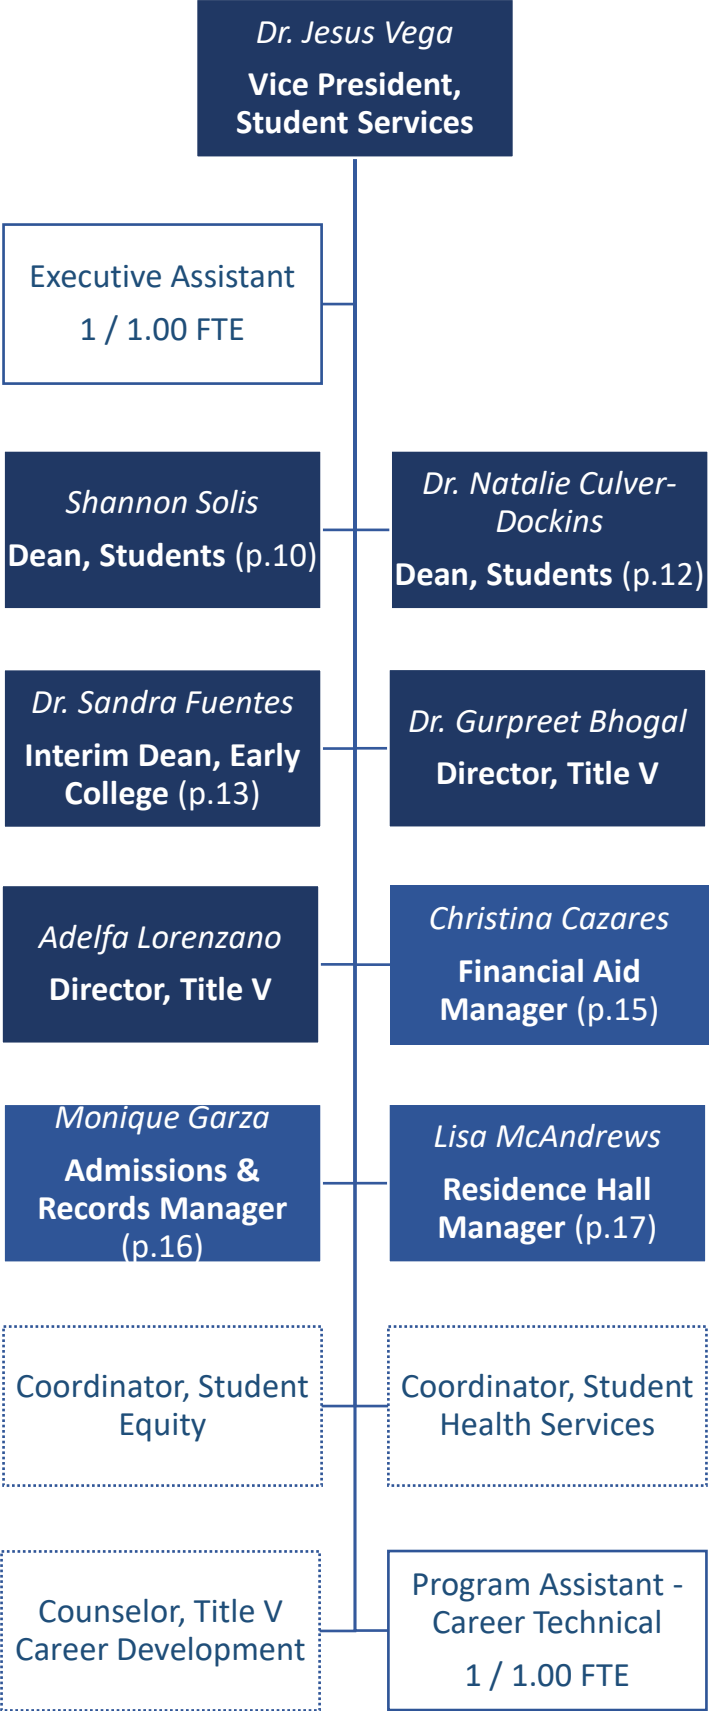 Dr. Jesus Vega
Vice President,
Student Services
Executive Assistant
1 / 1.00 FTE
Shannon Solis
Dean, Students (p.10)
Dr. Natalie Culver-
Dockins
Dean, Students (p.12)
Dr. Sandra Fuentes
Interim Dean, Early
College (p.13)
Dr. Gurpreet Bhogal
Director, Title V
Adelfa Lorenzano
Director, Title V
Christina Cazares
Financial Aid
Manager (p.15)
Monique Garza
Admissions &
Records Manager
(p.16)
Lisa McAndrews
Residence Hall
Manager (p.17)
Coordinator, Student
Equity
Coordinator, Student
Health Services
Counselor, Title V
Career Development
Program Assistant -
Career Technical
1 / 1.00 FTE